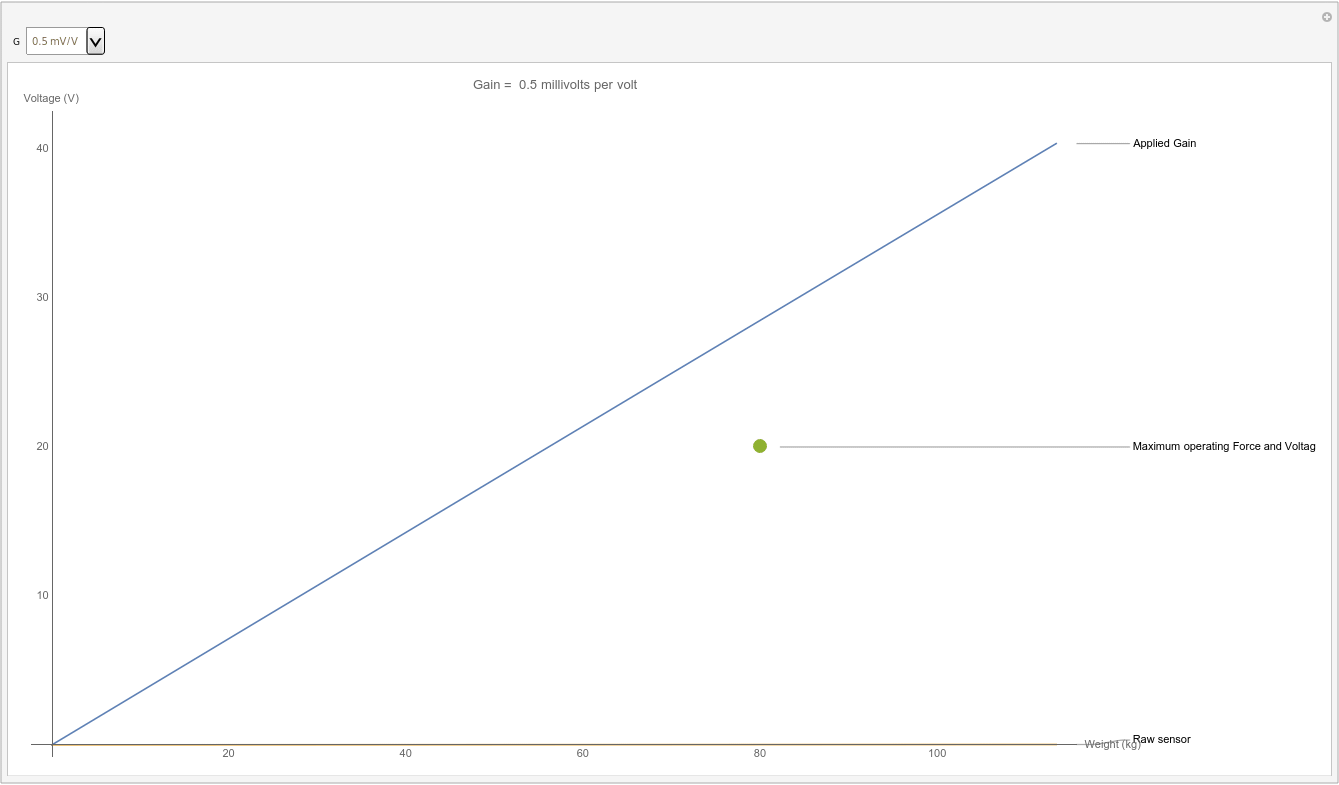 G 0.5 mV/V
Gain = 0.5 millivolts per volt
Voltage (V)
40
Applied Gain
30
20
Maximum operating Force and Voltag
10
Raw sensor
Weight (kg)
20 40 60 80 100